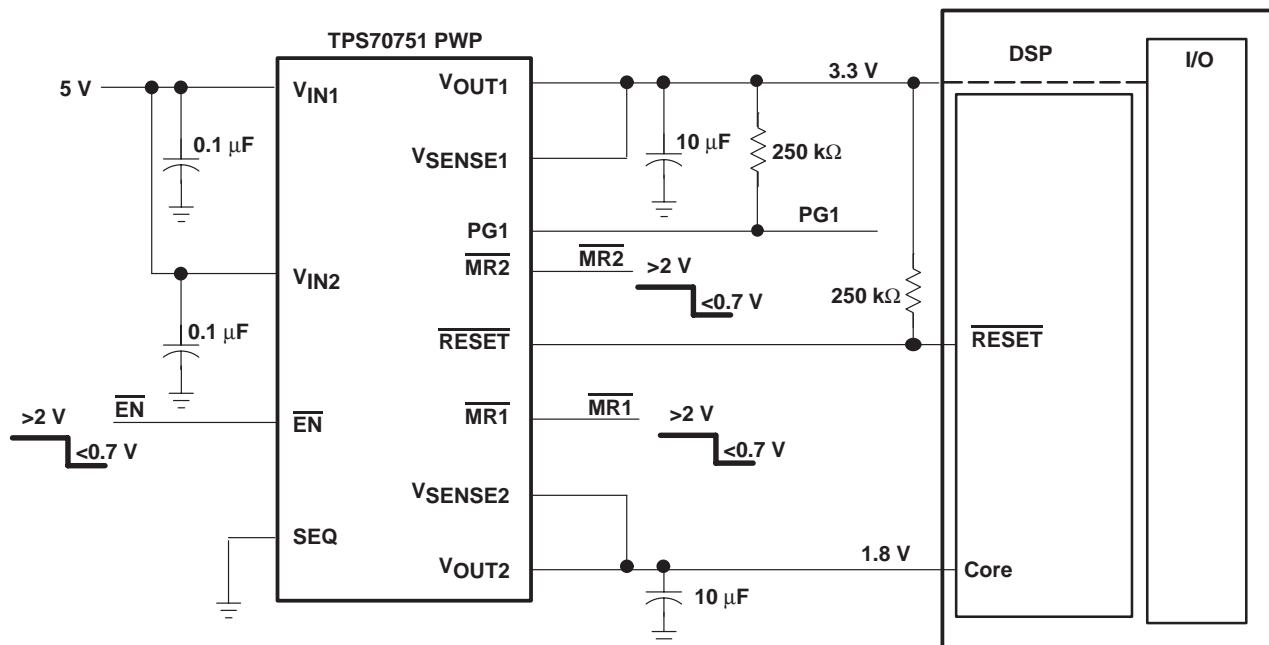 TPS70751 PWP
5 V
VIN1
0.1 μF
VIN2
0.1 μF
>2 V
EN
<0.7 V
EN
SEQ
VOUT1
VSENSE1
PG1
MR2
RESET
MR1
VSENSE2
VOUT2
3.3 V
10 μF
250 kΩ
PG1
MR2
>2 V
<0.7 V
250 kΩ
MR1
>2 V
<0.7 V
1.8 V
10 μF
DSP
I/O
RESET
Core